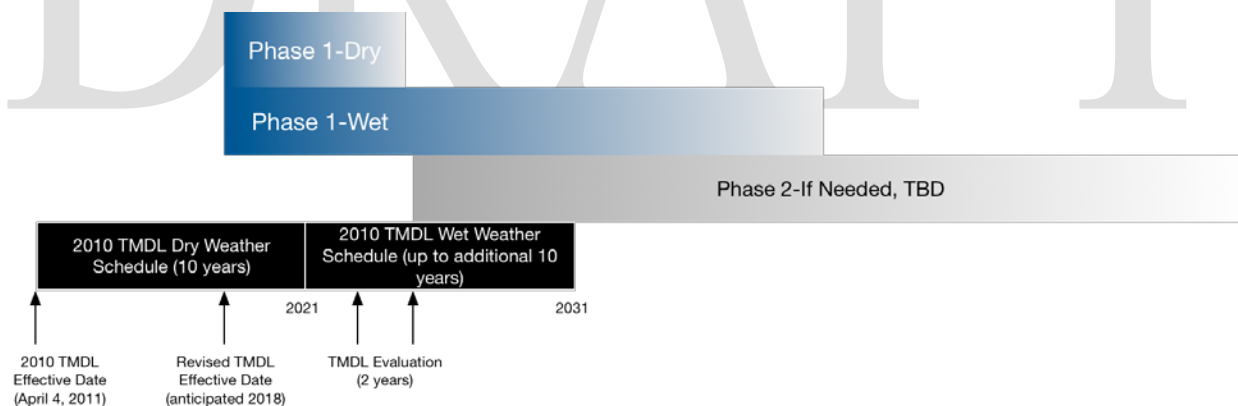 DRAFT
Phase 1-Dry
Phase 1-Wet
Phase 2-If Needed, TBD
2010 TMDL Dry Weather
Schedule (10 years)
2010 TMDL Wet Weather
Schedule (up to additional 10
years)
2021
2031
2010 TMDL
Effective Date
(April 4, 2011)
Revised TMDL
Effective Date
(anticipated 2018)
TMDL Evaluation
(2 years)